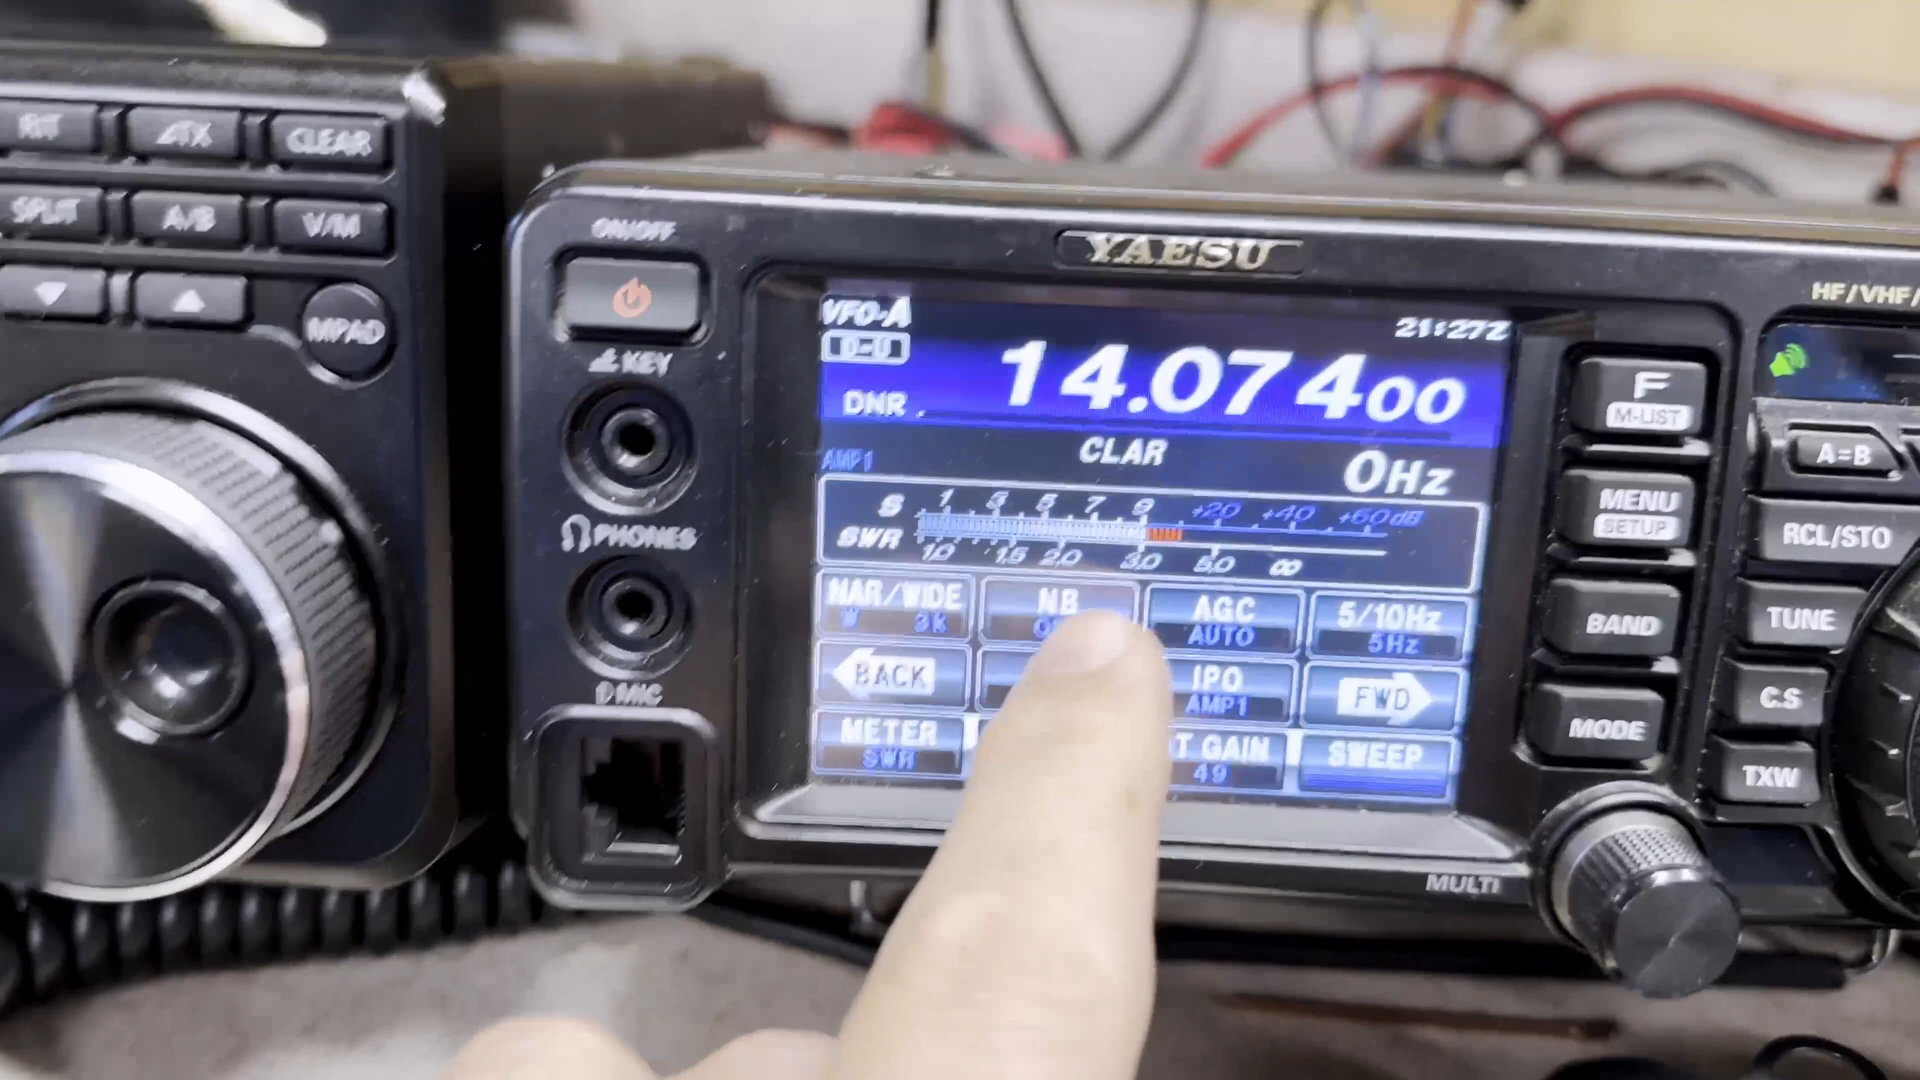 RIT
⊿TX
CLEAR
SPLIT
A/B
V/M
MPAD
ON/OFF
KEY
PHONES
MIC
YAESU
VFO-A
21:27Z
D-U
14.074 00
DNR
CLAR
AMP1
0Hz
S 1 3 5 7 9 +20 +40 +60dB
SWR
1.0 1.5 2.0 3.0 5.0 ∞
NAR/WIDE
W 3k
NB
AGC
AUTO
5/10Hz
5Hz
BACK
IPO
AMP1
FWD
METER
SWR
T GAIN
49
SWEEP
MULTI
HF/VHF/
F
M-LIST
MENU
SETUP
BAND
MODE
A=B
RCL/STO
TUNE
C.S
TXW